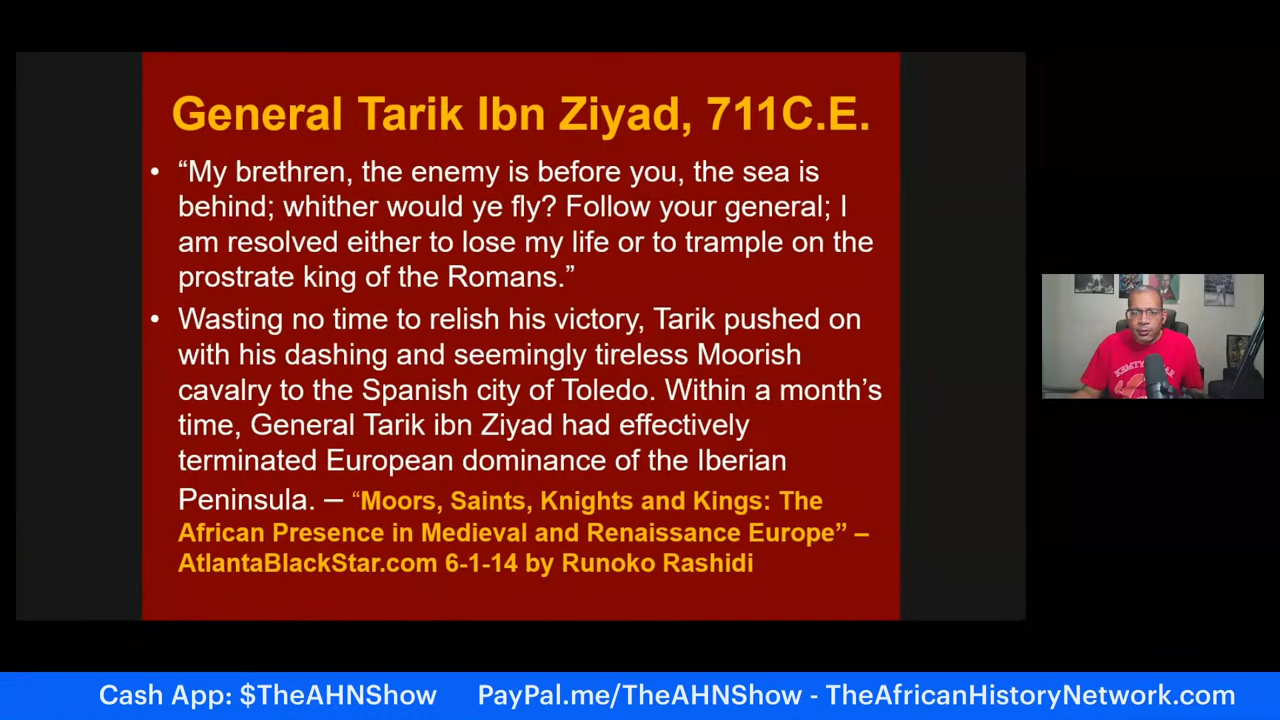 General Tarik Ibn Ziyad, 711C.E.
• “My brethren, the enemy is before you, the sea is
behind; whither would ye fly? Follow your general; I
am resolved either to lose my life or to trample on the
prostrate king of the Romans.”
• Wasting no time to relish his victory, Tarik pushed on
with his dashing and seemingly tireless Moorish
cavalry to the Spanish city of Toledo. Within a month’s
time, General Tarik ibn Ziyad had effectively
terminated European dominance of the Iberian
Peninsula. – “Moors, Saints, Knights and Kings: The
African Presence in Medieval and Renaissance Europe” –
AtlantaBlackStar.com 6-1-14 by Runoko Rashidi
Cash App: $TheAHNShow PayPal.me/TheAHNShow - TheAfricanHistoryNetwork.com